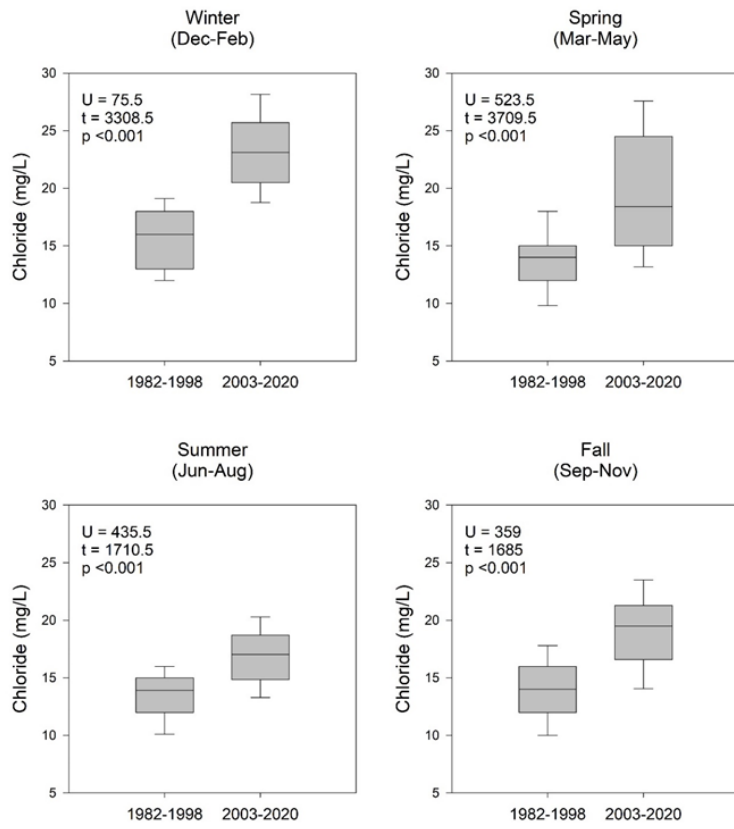 Winter
(Dec-Feb)
30
25
20
15
10
5
Chloride (mg/L)
U = 75.5
t = 3308.5
p <0.001
1982-1998 2003-2020
Spring
(Mar-May)
30
25
20
15
10
5
Chloride (mg/L)
U = 523.5
t = 3709.5
p <0.001
1982-1998 2003-2020
Summer
(Jun-Aug)
30
25
20
15
10
5
Chloride (mg/L)
U = 435.5
t = 1710.5
p <0.001
1982-1998 2003-2020
Fall
(Sep-Nov)
30
25
20
15
10
5
Chloride (mg/L)
U = 359
t = 1685
p <0.001
1982-1998 2003-2020